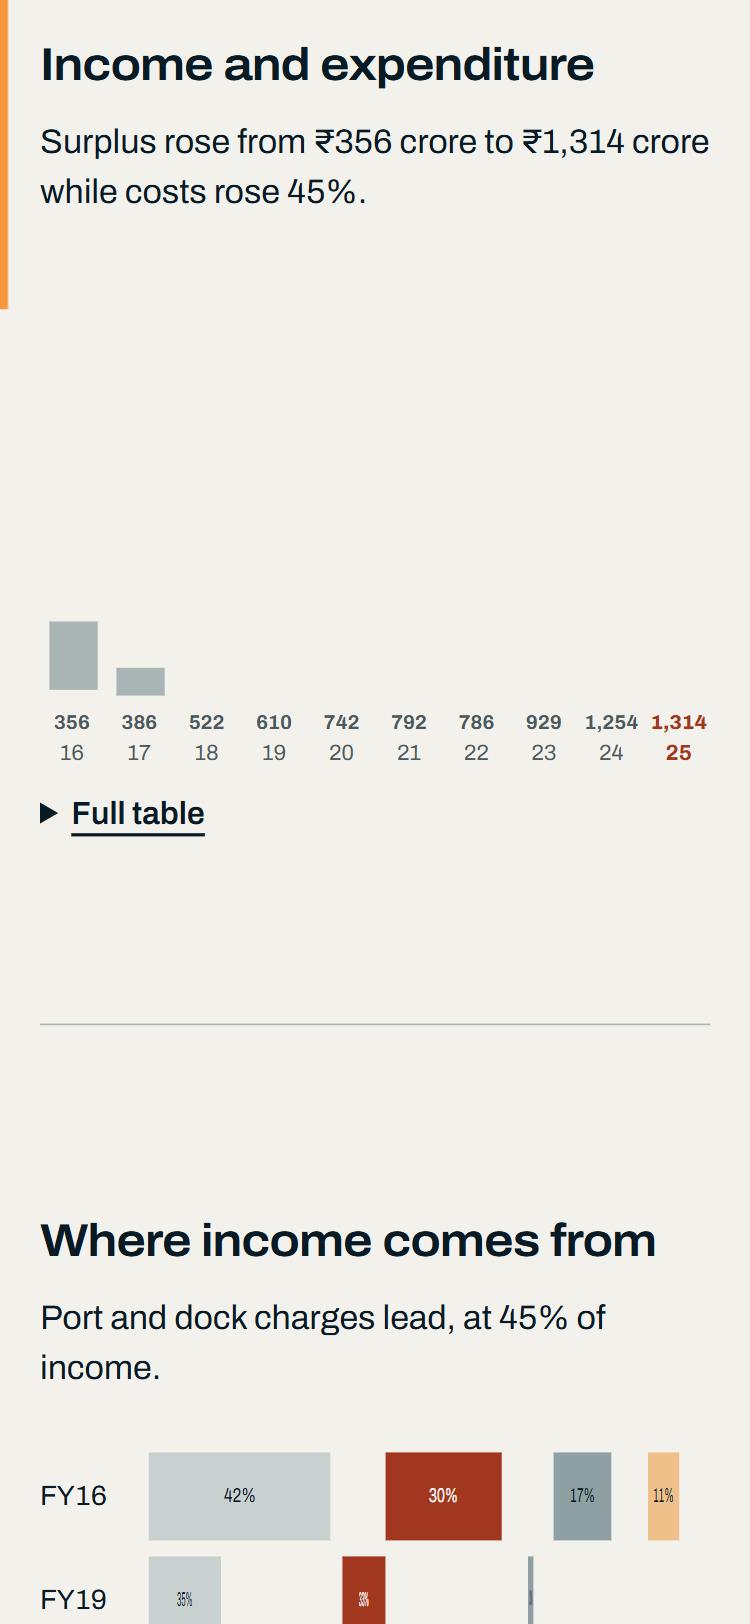 Income and expenditure
Surplus rose from ₹356 crore to ₹1,314 crore
while costs rose 45%.
356 386 522 610 742 792 786 929 1,254 1,314
16 17 18 19 20 21 22 23 24 25
▶ Full table
Where income comes from
Port and dock charges lead, at 45% of
income.
FY16 42% 30% 17% 11%
FY19 35%